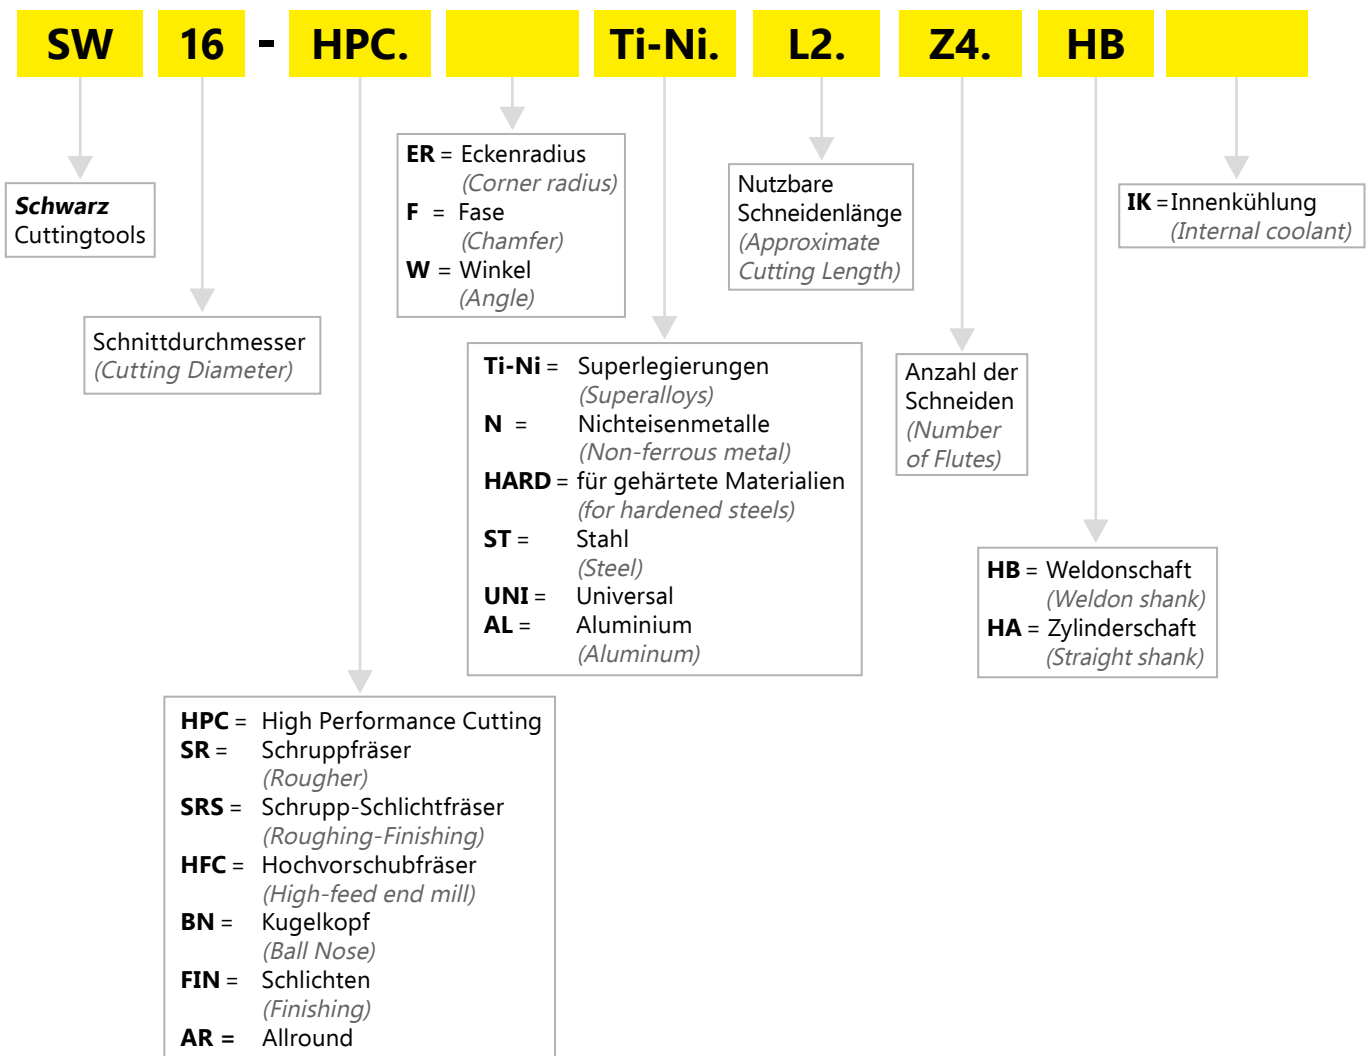 SW 16 - HPC. Ti-Ni. L2. Z4. HB
Schwarz
Cuttingtools
Schnittdurchmesser
(Cutting Diameter)
HPC = High Performance Cutting
SR = Schruppfräser
(Rougher)
SRS = Schrupp-Schlichtfräser
(Roughing-Finishing)
HFC = Hochvorschubfräser
(High-feed end mill)
BN = Kugelkopf
(Ball Nose)
FIN = Schlichten
(Finishing)
AR = Allround
ER = Eckenradius
(Corner radius)
F = Fase
(Chamfer)
W = Winkel
(Angle)
Ti-Ni = Superlegierungen
(Superalloys)
N = Nichteisenmetalle
(Non-ferrous metal)
HARD = für gehärtete Materialien
(for hardened steels)
ST = Stahl
(Steel)
UNI = Universal
AL = Aluminium
(Aluminum)
Nutzbare
Schneidenlänge
(Approximate
Cutting Length)
Anzahl der
Schneiden
(Number
of Flutes)
HB = Weldonschaft
(Weldon shank)
HA = Zylinderschaft
(Straight shank)
IK =Innenkühlung
(Internal coolant)